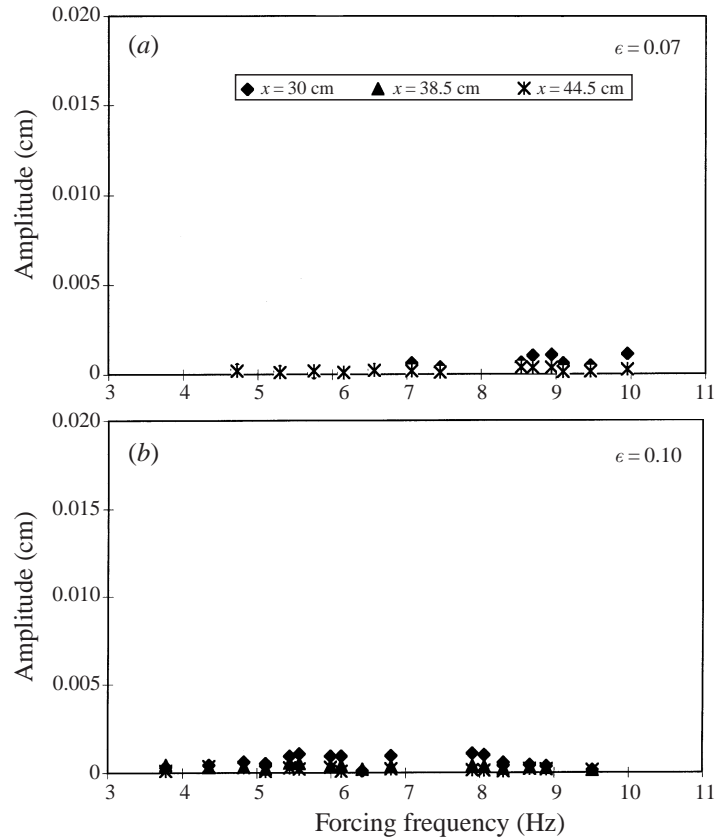 0.020
(a)
ϵ = 0.07
x = 30 cm
x = 38.5 cm
x = 44.5 cm
0.015
Amplitude (cm)
0.010
0.005
0
3 4 5 6 7 8 9 10 11
0.020
(b)
ϵ = 0.10
0.015
Amplitude (cm)
0.010
0.005
0
3 4 5 6 7 8 9 10 11
Forcing frequency (Hz)